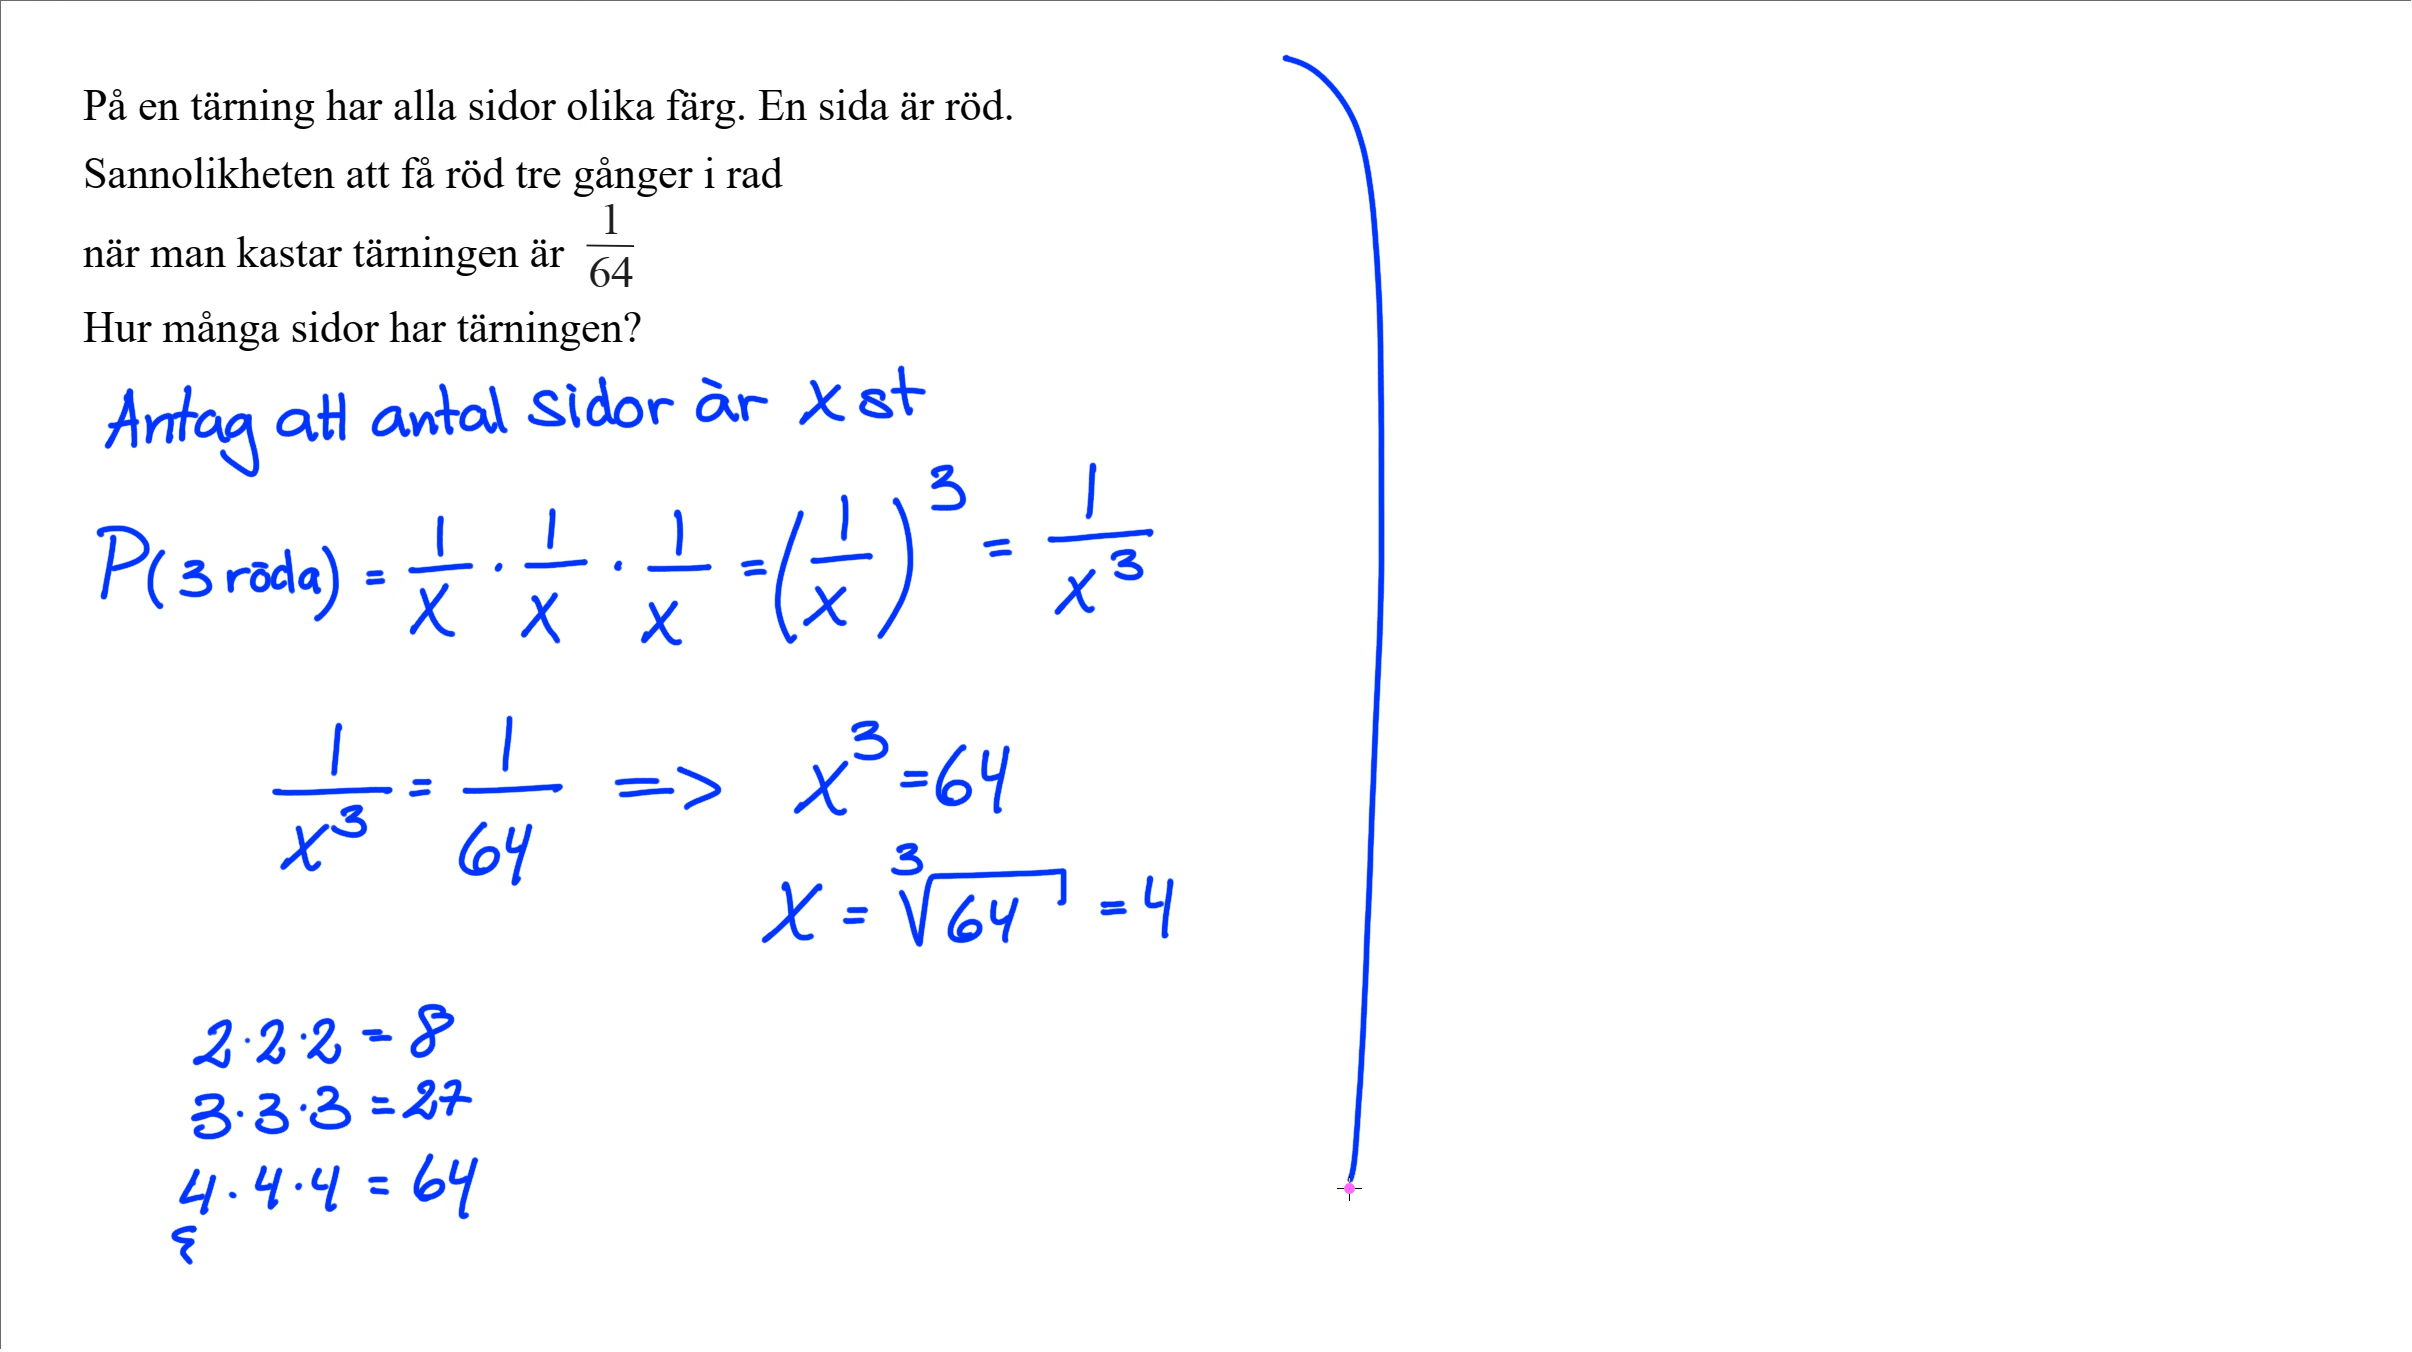 På en tärning har alla sidor olika färg. En sida är röd.
Sannolikheten att få röd tre gånger i rad
när man kastar tärningen är 1/64
Hur många sidor har tärningen?
Antag att antal sidor är x st
P(3 röda) = 1/x · 1/x · 1/x = (1/x)³ = 1/x³
1/x³ = 1/64 => x³ = 64
x = ³√64 = 4
2·2·2 = 8
3·3·3 = 27
4·4·4 = 64